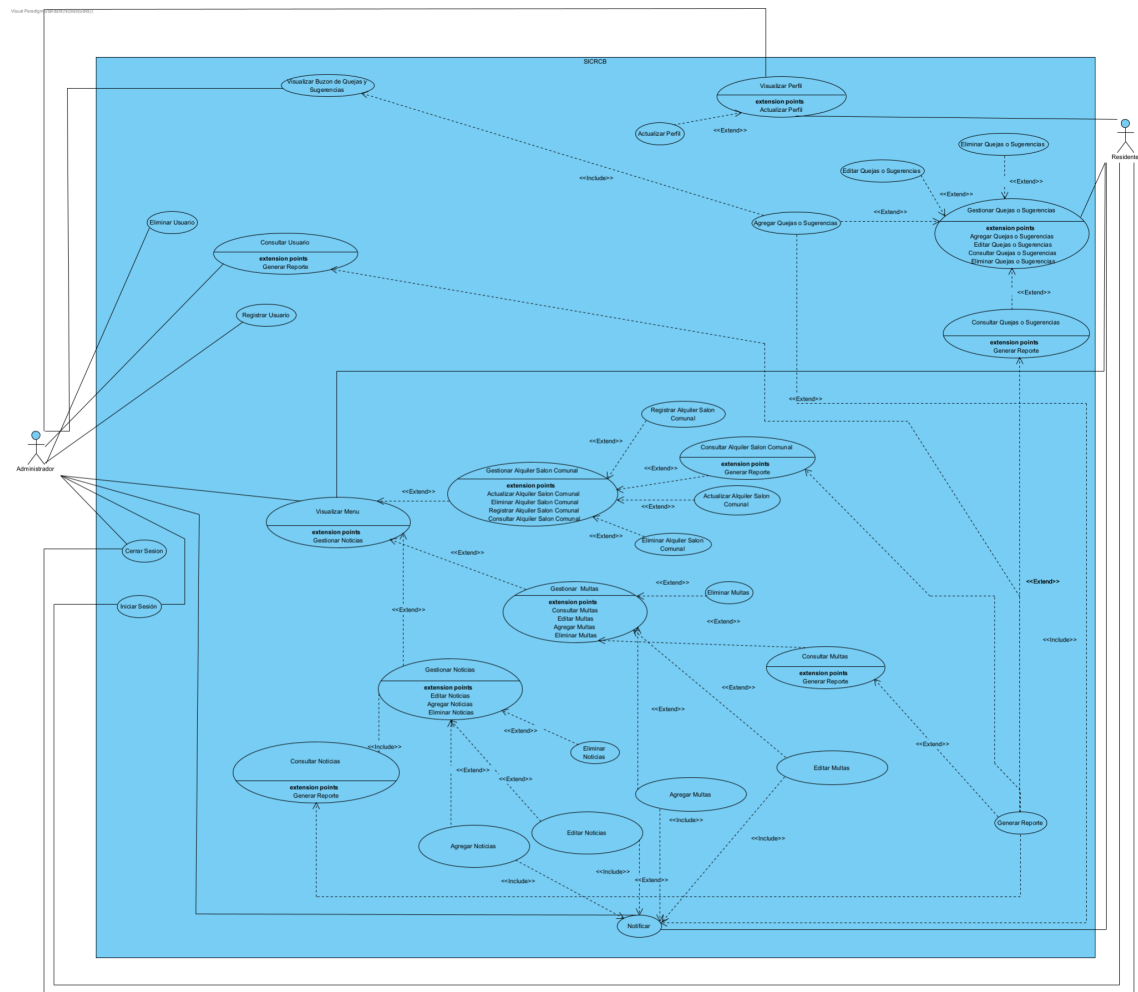 SICRCB
Visualizar Buzon de Quejas y
Sugerencias
Visualizar Perfil
extension points
Actualizar Perfil
Actualizar Perfil
<<Extend>>
Residente
Eliminar Quejas o Sugerencias
Editar Quejas o Sugerencias
<<Extend>>
<<Extend>>
<<Include>>
Agregar Quejas o Sugerencias
<<Extend>>
Gestionar Quejas o Sugerencias
extension points
Agregar Quejas o Sugerencias
Editar Quejas o Sugerencias
Consultar Quejas o Sugerencias
Eliminar Quejas o Sugerencias
<<Extend>>
Consultar Quejas o Sugerencias
extension points
Generar Reporte
Eliminar Usuario
Consultar Usuario
extension points
Generar Reporte
Registrar Usuario
<<Extend>>
Registrar Alquiler Salon
Comunal
<<Extend>>
Consultar Alquiler Salon Comunal
extension points
Generar Reporte
Administrador
Gestionar Alquiler Salon Comunal
extension points
Actualizar Alquiler Salon Comunal
Eliminar Alquiler Salon Comunal
Registrar Alquiler Salon Comunal
Consultar Alquiler Salon Comunal
<<Extend>>
<<Extend>>
Actualizar Alquiler Salon
Comunal
<<Extend>>
<<Extend>>
Eliminar Alquiler Salon
Comunal
Visualizar Menu
extension points
Gestionar Noticias
Cerrar Sesion
<<Extend>>
Iniciar Sesión
<<Extend>>
Gestionar Multas
extension points
Consultar Multas
Editar Multas
Agregar Multas
Eliminar Multas
<<Extend>>
Eliminar Multas
<<Extend>>
<<Extend>>
<<Include>>
Consultar Multas
extension points
Generar Reporte
Gestionar Noticias
extension points
Editar Noticias
Agregar Noticias
Eliminar Noticias
<<Extend>>
<<Extend>>
<<Extend>>
Eliminar
Noticias
<<Extend>>
<<Include>>
Consultar Noticias
extension points
Generar Reporte
<<Extend>>
<<Extend>>
Editar Multas
Agregar Multas
Generar Reporte
<<Include>>
Editar Noticias
Agregar Noticias
<<Include>>
<<Include>>
<<Include>>
<<Extend>>
Notificar